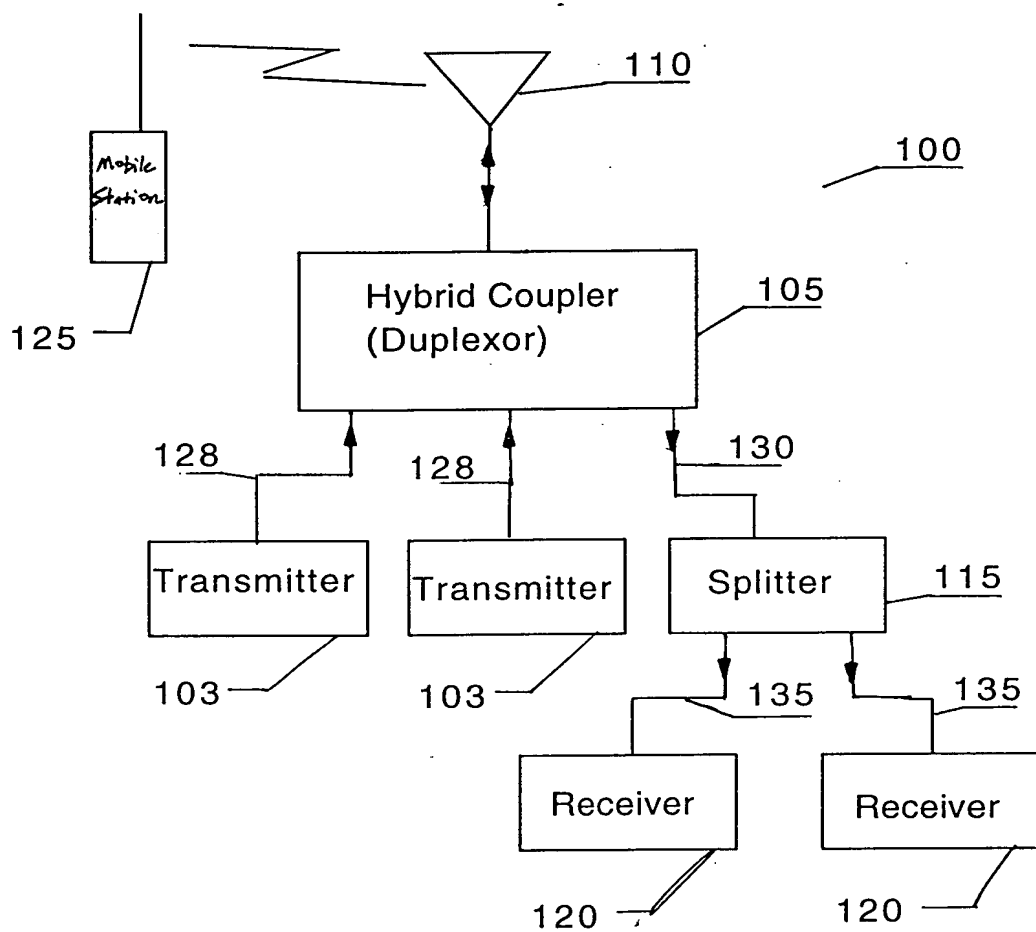 110
100
Mobile
Station
125
Hybrid Coupler
(Duplexor)
105
128
128
130
Transmitter
Transmitter
Splitter
115
103
103
135
135
Receiver
Receiver
120
120